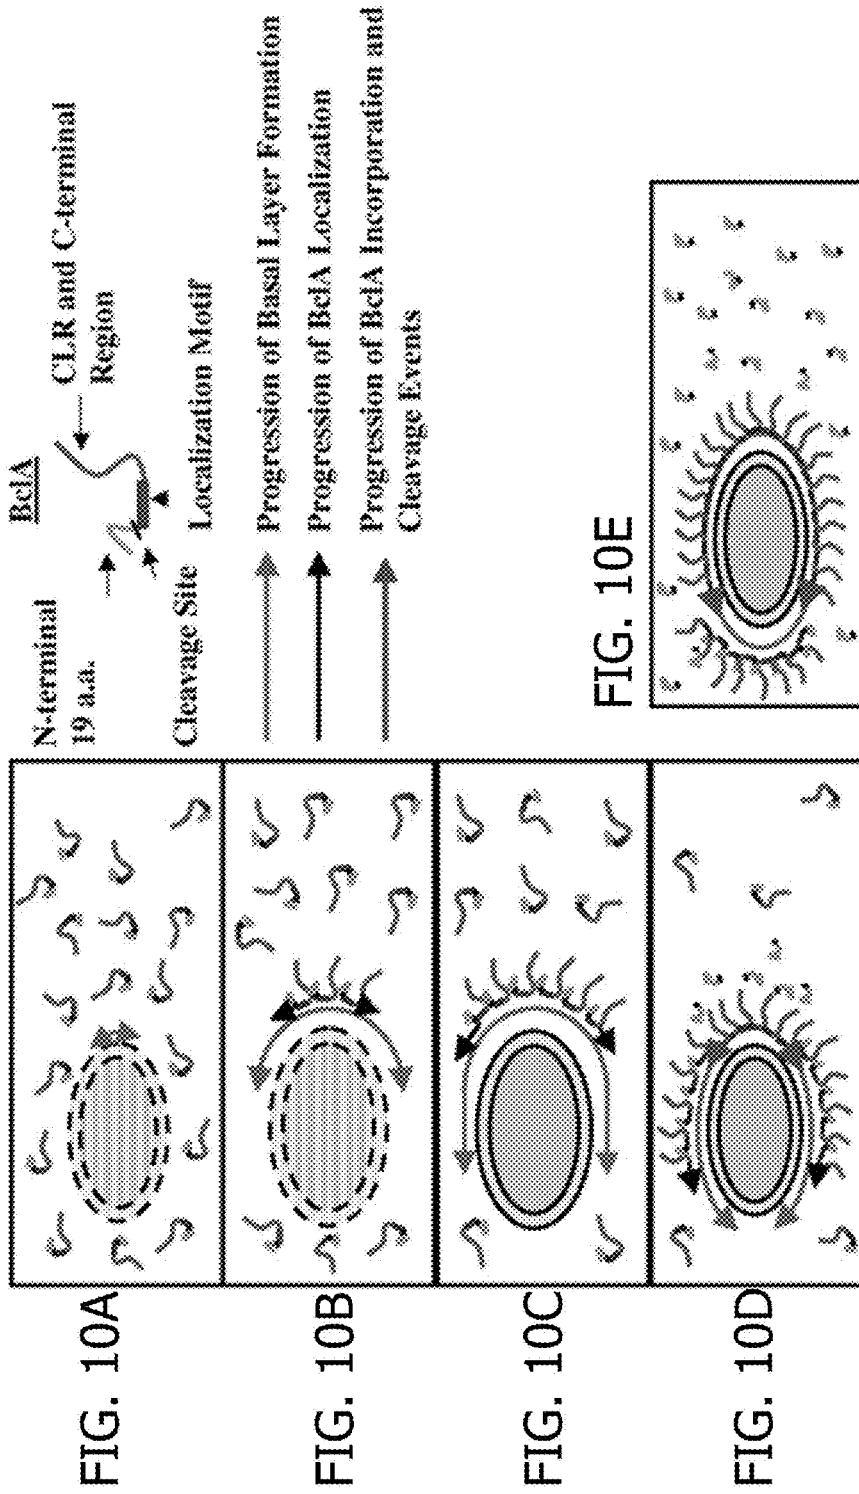 FIG. 10A
FIG. 10B
FIG. 10C
FIG. 10D
BclA
N-terminal
19 a.a.
CLR and C-terminal
Region
Cleavage Site
Localization Motif
Progression of Basal Layer Formation
Progression of BclA Localization
Progression of BclA Incorporation and
Cleavage Events
FIG. 10E